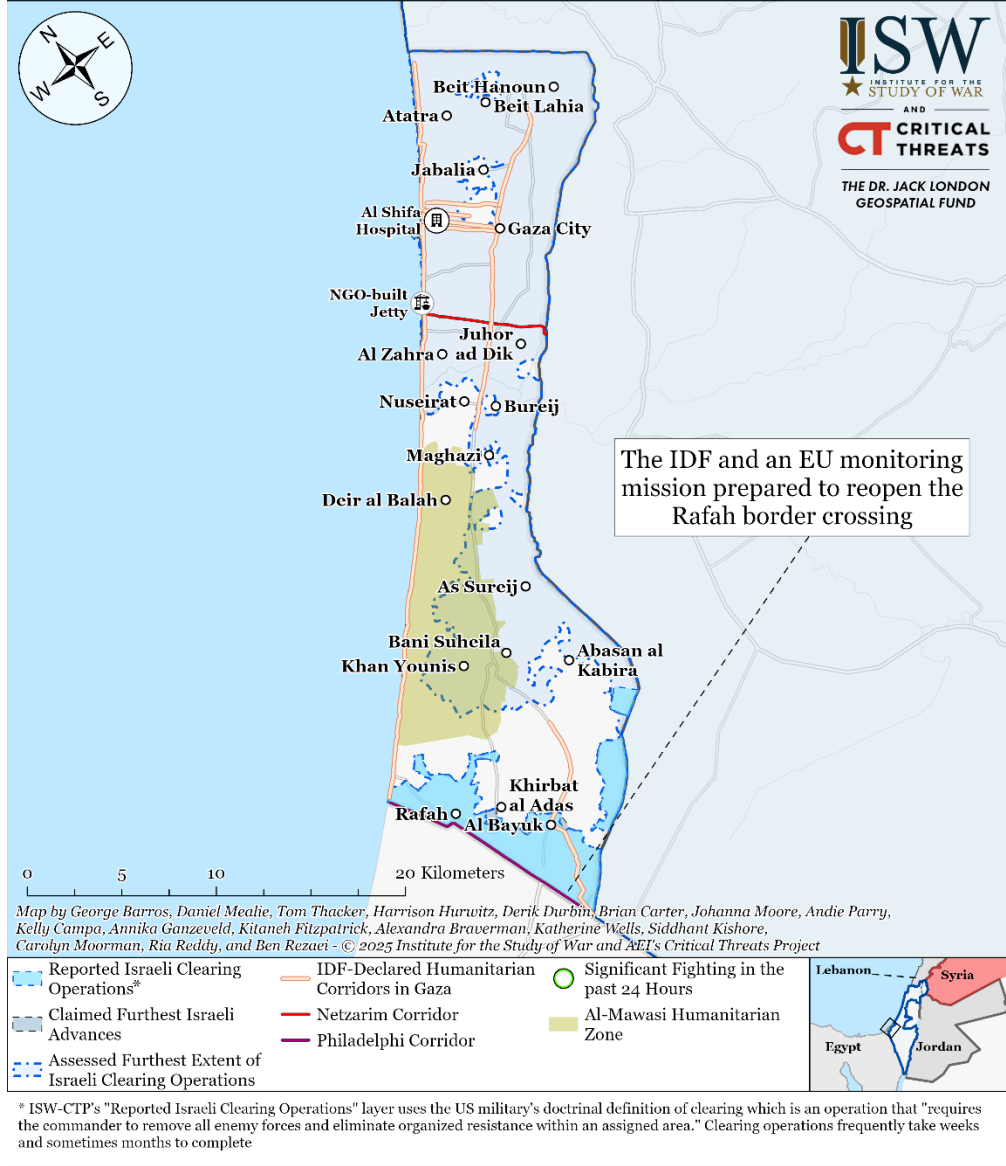 N
E
W
S
ISW
INSTITUTE FOR THE
STUDY OF WAR
AND
CT CRITICAL
THREATS
THE DR. JACK LONDON
GEOSPATIAL FUND
Beit Hanoun
Beit Lahia
Atatra
Jabalia
Al Shifa
Hospital
Gaza City
NGO-built
Jetty
Juhor
ad Dik
Al Zahra
Nuseirat
Bureij
Maghazi
Deir al Balah
The IDF and an EU monitoring
mission prepared to reopen the
Rafah border crossing
As Sureij
Bani Suheila
Khan Younis
Abasan al
Kabira
Khirbat
al Adas
Rafah
Al Bayuk
0 5 10 20 Kilometers
Map by George Barros, Daniel Mealie, Tom Thacker, Harrison Hurwitz, Derik Durbin, Brian Carter, Johanna Moore, Andie Parry,
Kelly Campa, Annika Ganzeveld, Kitaneh Fitzpatrick, Alexandra Braverman, Katherine Wells, Siddhant Kishore,
Carolyn Moorman, Ria Reddy, and Ben Rezaei - © 2025 Institute for the Study of War and AEI's Critical Threats Project
Reported Israeli Clearing
Operations*
Claimed Furthest Israeli
Advances
Assessed Furthest Extent of
Israeli Clearing Operations
IDF-Declared Humanitarian
Corridors in Gaza
Netzarim Corridor
Philadelphi Corridor
Significant Fighting in the
past 24 Hours
Al-Mawasi Humanitarian
Zone
Lebanon
Syria
Egypt
Jordan
* ISW-CTP's "Reported Israeli Clearing Operations" layer uses the US military's doctrinal definition of clearing which is an operation that "requires
the commander to remove all enemy forces and eliminate organized resistance within an assigned area." Clearing operations frequently take weeks
and sometimes months to complete